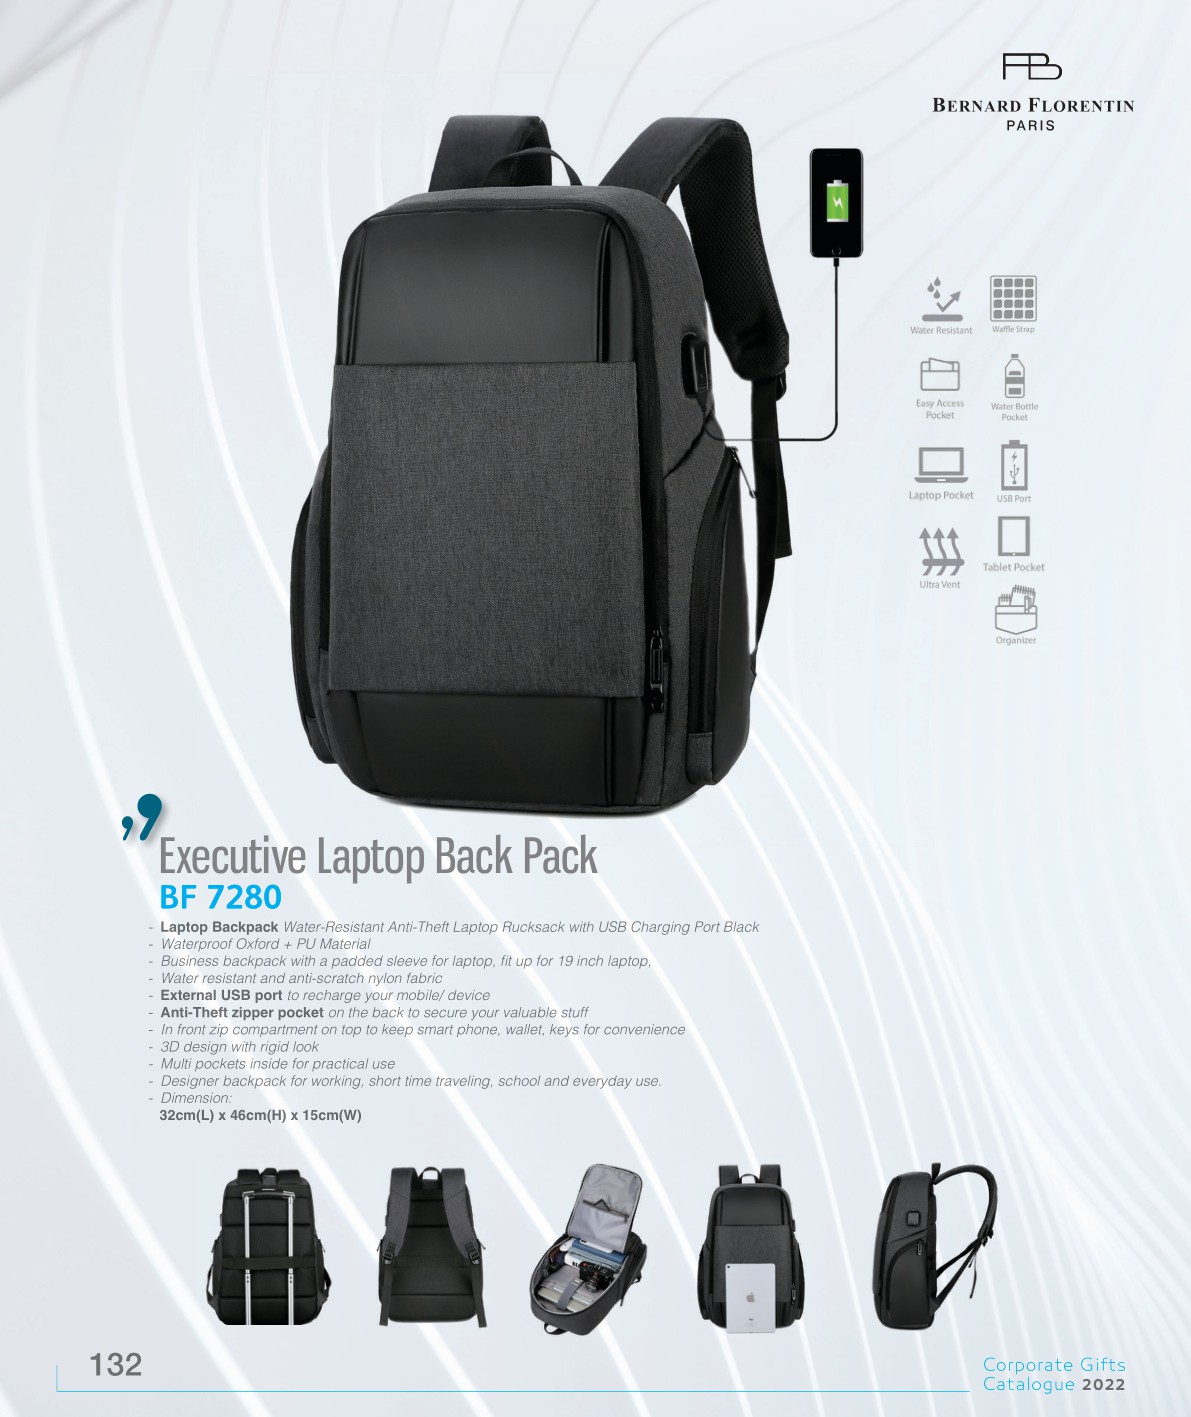 BERNARD FLORENTIN
PARIS
Water Resistant
Waffle Strap
Easy Access
Pocket
Water Bottle
Pocket
Laptop Pocket
USB Port
Ultra Vent
Tablet Pocket
Organizer
Executive Laptop Back Pack
BF 7280
- Laptop Backpack Water-Resistant Anti-Theft Laptop Rucksack with USB Charging Port Black
- Waterproof Oxford + PU Material
- Business backpack with a padded sleeve for laptop, fit up for 19 inch laptop,
- Water resistant and anti-scratch nylon fabric
- External USB port to recharge your mobile/ device
- Anti-Theft zipper pocket on the back to secure your valuable stuff
- In front zip compartment on top to keep smart phone, wallet, keys for convenience
- 3D design with rigid look
- Multi pockets inside for practical use
- Designer backpack for working, short time traveling, school and everyday use.
- Dimension:
32cm(L) x 46cm(H) x 15cm(W)
132
Corporate Gifts
Catalogue 2022